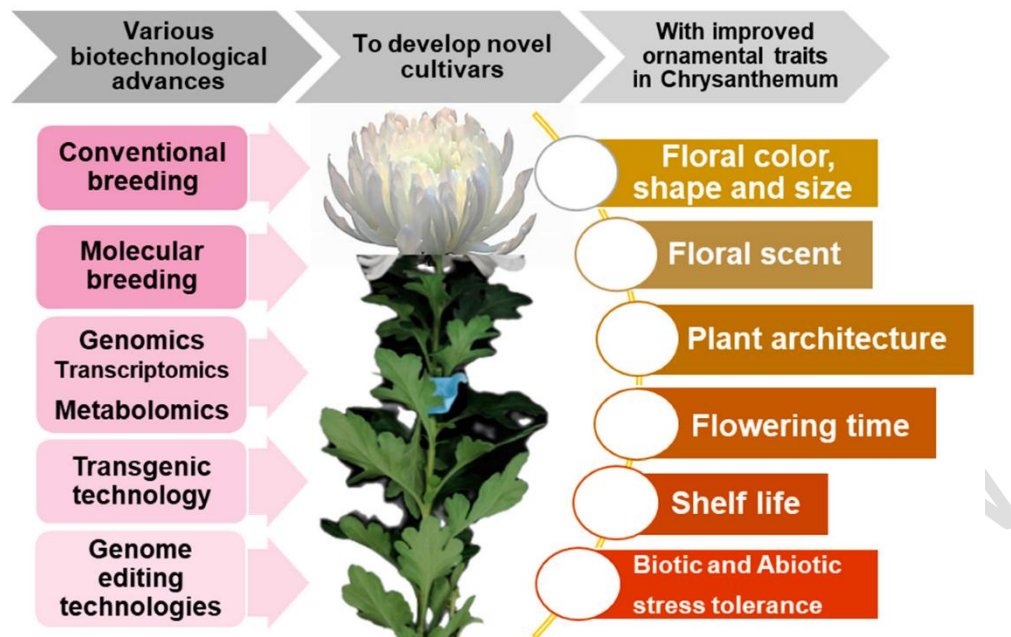 Various
biotechnological
advances
To develop novel
cultivars
With improved
ornamental traits
in Chrysanthemum
Conventional
breeding
Molecular
breeding
Genomics
Transcriptomics
Metabolomics
Transgenic
technology
Genome
editing
technologies
Floral color,
shape and size
Floral scent
Plant architecture
Flowering time
Shelf life
Biotic and Abiotic
stress tolerance